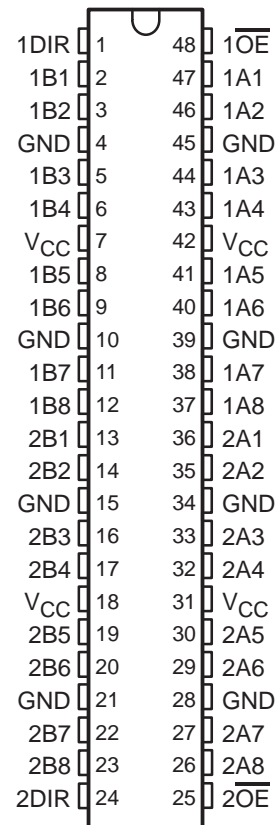 1DIR 1 48 1O̅E̅
1B1 2 47 1A1
1B2 3 46 1A2
GND 4 45 GND
1B3 5 44 1A3
1B4 6 43 1A4
VCC 7 42 VCC
1B5 8 41 1A5
1B6 9 40 1A6
GND 10 39 GND
1B7 11 38 1A7
1B8 12 37 1A8
2B1 13 36 2A1
2B2 14 35 2A2
GND 15 34 GND
2B3 16 33 2A3
2B4 17 32 2A4
VCC 18 31 VCC
2B5 19 30 2A5
2B6 20 29 2A6
GND 21 28 GND
2B7 22 27 2A7
2B8 23 26 2A8
2DIR 24 25 2O̅E̅